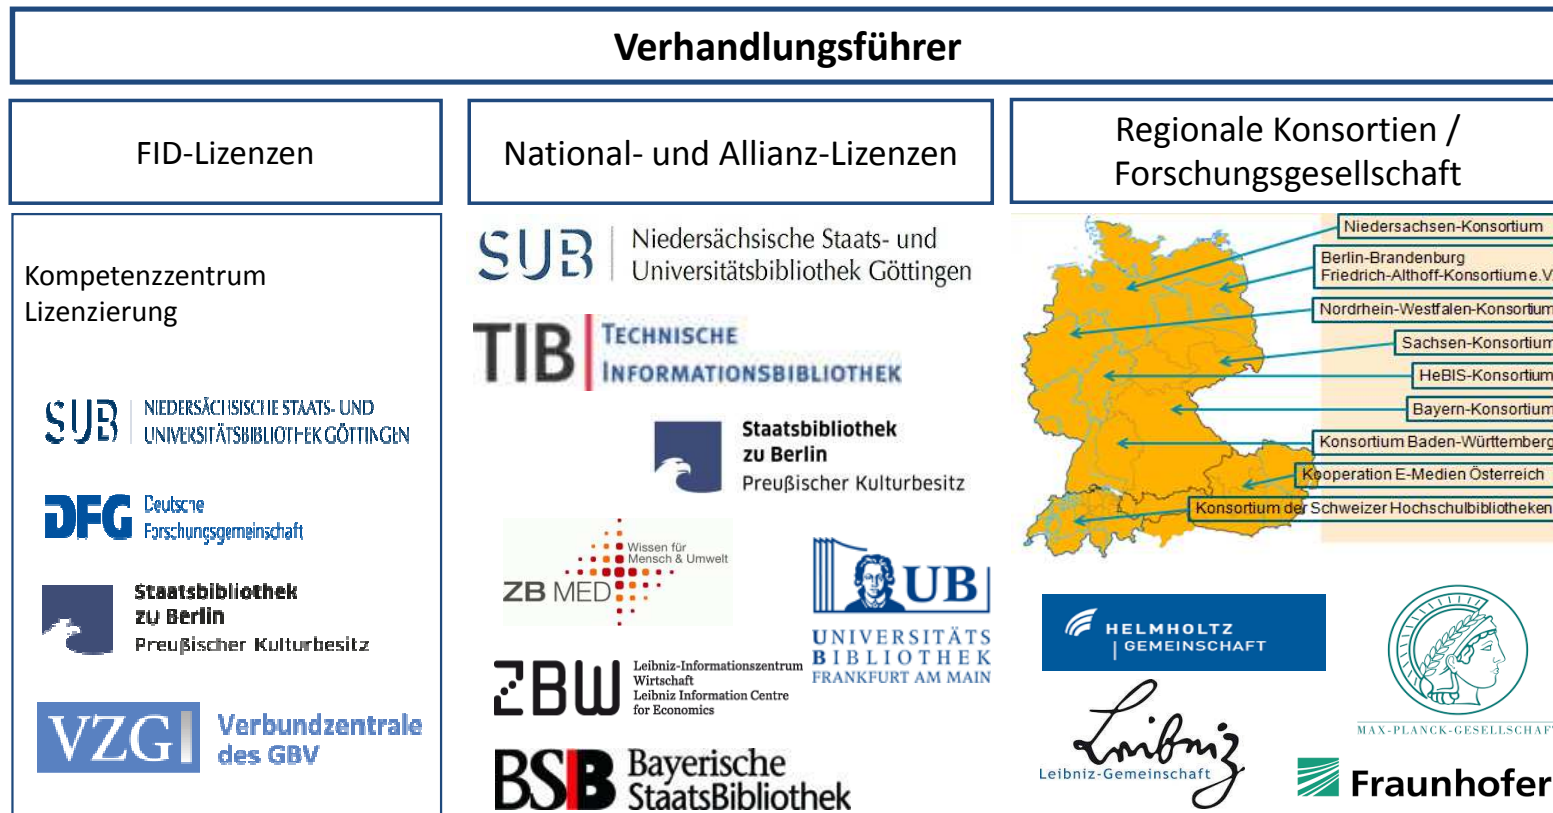 Verhandlungsführer
FID-Lizenzen
Kompetenzzentrum
Lizenzierung
SUB
NIEDERSÄCHSISCHE STAATS- UND
UNIVERSITÄTSBIBLIOTHEK GÖTTINGEN
DFG
Deutsche
Forschungsgemeinschaft
Staatsbibliothek
zu Berlin
Preußischer Kulturbesitz
VZG
Verbundzentrale
des GBV
National- und Allianz-Lizenzen
SUB
Niedersächsische Staats- und
Universitätsbibliothek Göttingen
TIB
TECHNISCHE
INFORMATIONSBIBLIOTHEK
Staatsbibliothek
zu Berlin
Preußischer Kulturbesitz
Wissen für
Mensch & Umwelt
ZB MED
UB
UNIVERSITÄTS
BIBLIOTHEK
FRANKFURT AM MAIN
ZBW
Leibniz-Informationszentrum
Wirtschaft
Leibniz Information Centre
for Economics
BSB
Bayerische
StaatsBibliothek
Regionale Konsortien /
Forschungsgesellschaft
Niedersachsen-Konsortium
Berlin-Brandenburg
Friedrich-Althoff-Konsortium e.V.
Nordrhein-Westfalen-Konsortium
Sachsen-Konsortium
HeBIS-Konsortium
Bayern-Konsortium
Konsortium Baden-Württemberg
Kooperation E-Medien Österreich
Konsortium der Schweizer Hochschulbibliotheken
HELMHOLTZ
GEMEINSCHAFT
MAX-PLANCK-GESELLSCHAFT
Leibniz
Leibniz-Gemeinschaft
Fraunhofer